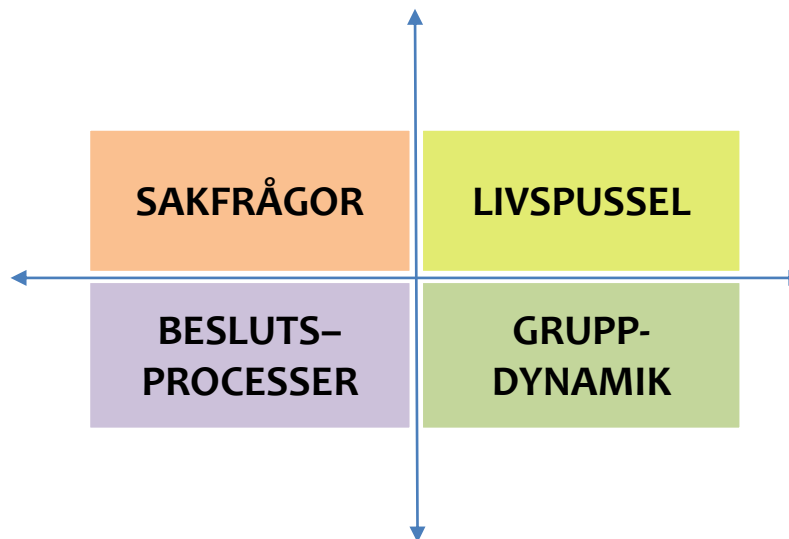 SAKFRÅGOR
LIVSPUSSEL
BESLUTS–
PROCESSER
GRUPP-
DYNAMIK